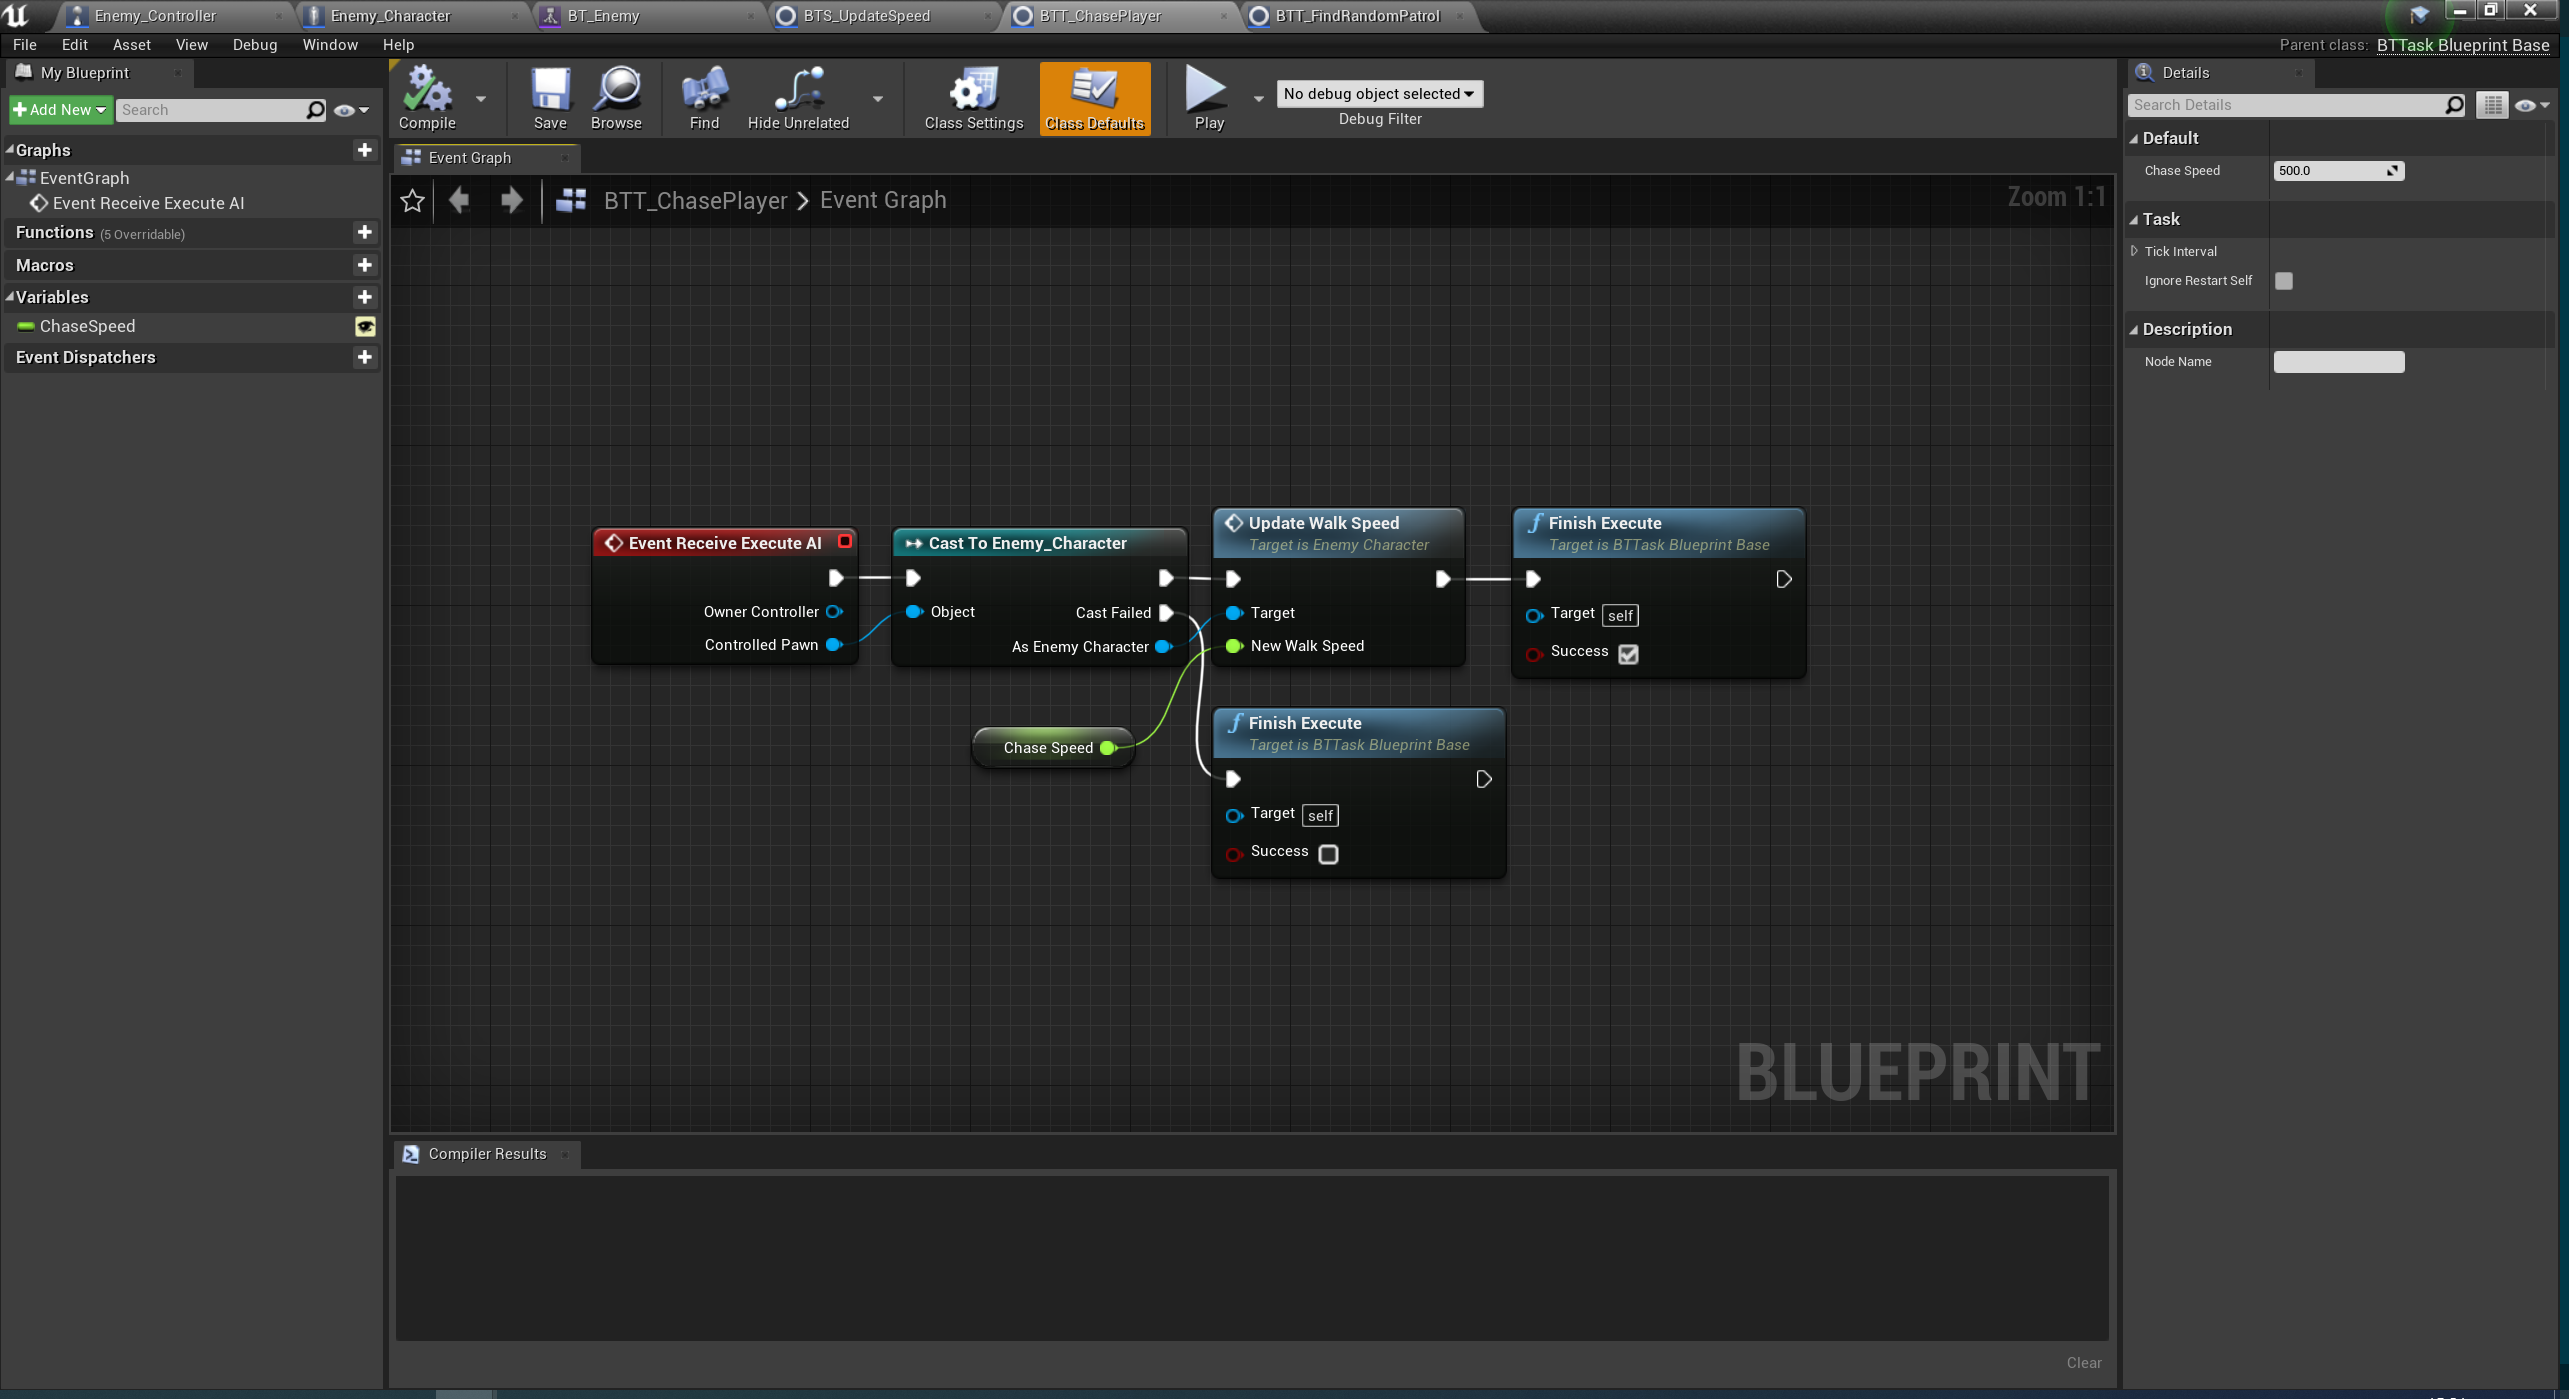 Enemy_Controller
Enemy_Character
BT_Enemy
BTS_UpdateSpeed
BTT_ChasePlayer
BTT_FindRandomPatrol
File Edit Asset View Debug Window Help
Parent class: BTTask Blueprint Base
My Blueprint
Add New
Search
Graphs
EventGraph
Event Receive Execute AI
Functions (5 Overridable)
Macros
Variables
ChaseSpeed
Event Dispatchers
Compile
Save
Browse
Find
Hide Unrelated
Class Settings
Class Defaults
Play
No debug object selected
Debug Filter
Event Graph
BTT_ChasePlayer > Event Graph
Zoom 1:1
Event Receive Execute AI
Owner Controller
Controlled Pawn
Cast To Enemy_Character
Object
Cast Failed
As Enemy Character
Chase Speed
Update Walk Speed
Target is Enemy Character
Target
New Walk Speed
Finish Execute
Target is BTTask Blueprint Base
Target self
Success
Finish Execute
Target is BTTask Blueprint Base
Target self
Success
BLUEPRINT
Compiler Results
Clear
Details
Search Details
Default
Chase Speed 500.0
Task
Tick Interval
Ignore Restart Self
Description
Node Name